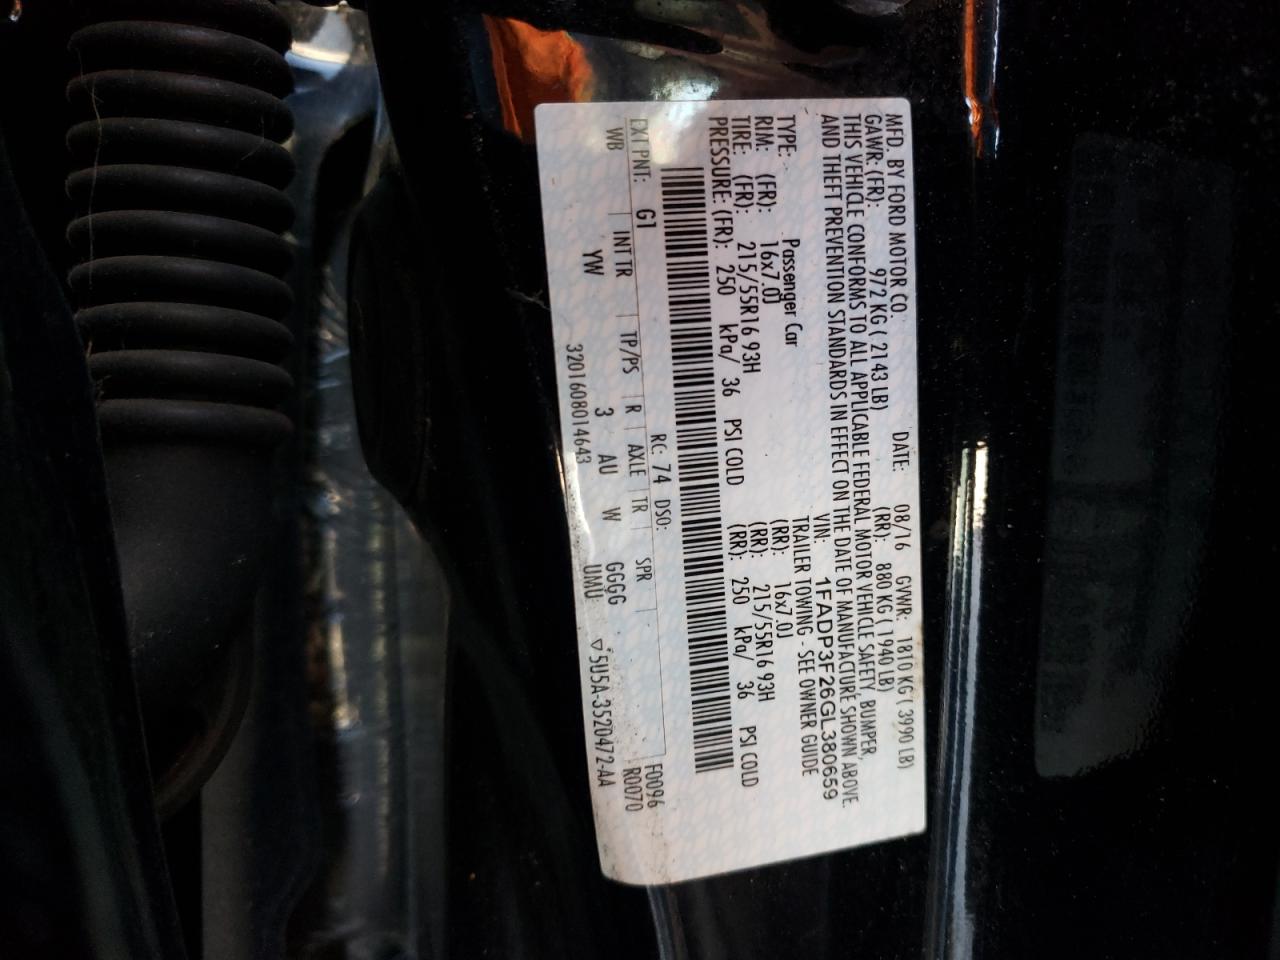 MFD. BY FORD MOTOR CO.
DATE: 08/16 GVWR: 1810 KG ( 3990 LB)
GAWR: (FR): 972 KG ( 2143 LB) (RR): 880 KG ( 1940 LB)
THIS VEHICLE CONFORMS TO ALL APPLICABLE FEDERAL MOTOR VEHICLE SAFETY, BUMPER,
AND THEFT PREVENTION STANDARDS IN EFFECT ON THE DATE OF MANUFACTURE SHOWN ABOVE.
VIN: 1FADP3F26GL380659
TYPE: Passenger Car TRAILER TOWING - SEE OWNER GUIDE
RIM: (FR): 16x7.0J (RR): 16x7.0J
TIRE: (FR): 215/55R16 93H (RR): 215/55R16 93H
PRESSURE: (FR): 250 kPa/ 36 PSI COLD (RR): 250 kPa/ 36 PSI COLD
EXT PNT: G1 RC: 74 DSO: F0096
WB INT TR TP/PS R AXLE TR SPR R0070
YW 3 AU W GGGG
UMU ▽5U5A-3520472-AA
320160801464​3